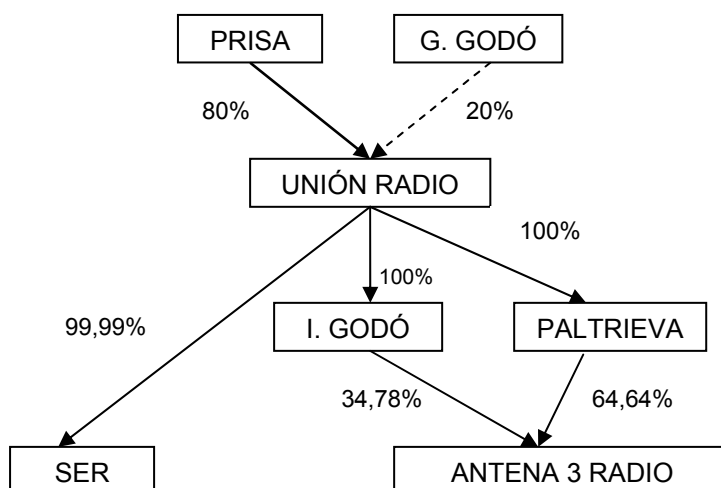 PRISA
G. GODÓ
80%
20%
UNIÓN RADIO
100%
100%
99,99%
I. GODÓ
PALTRIEVA
34,78%
64,64%
SER
ANTENA 3 RADIO